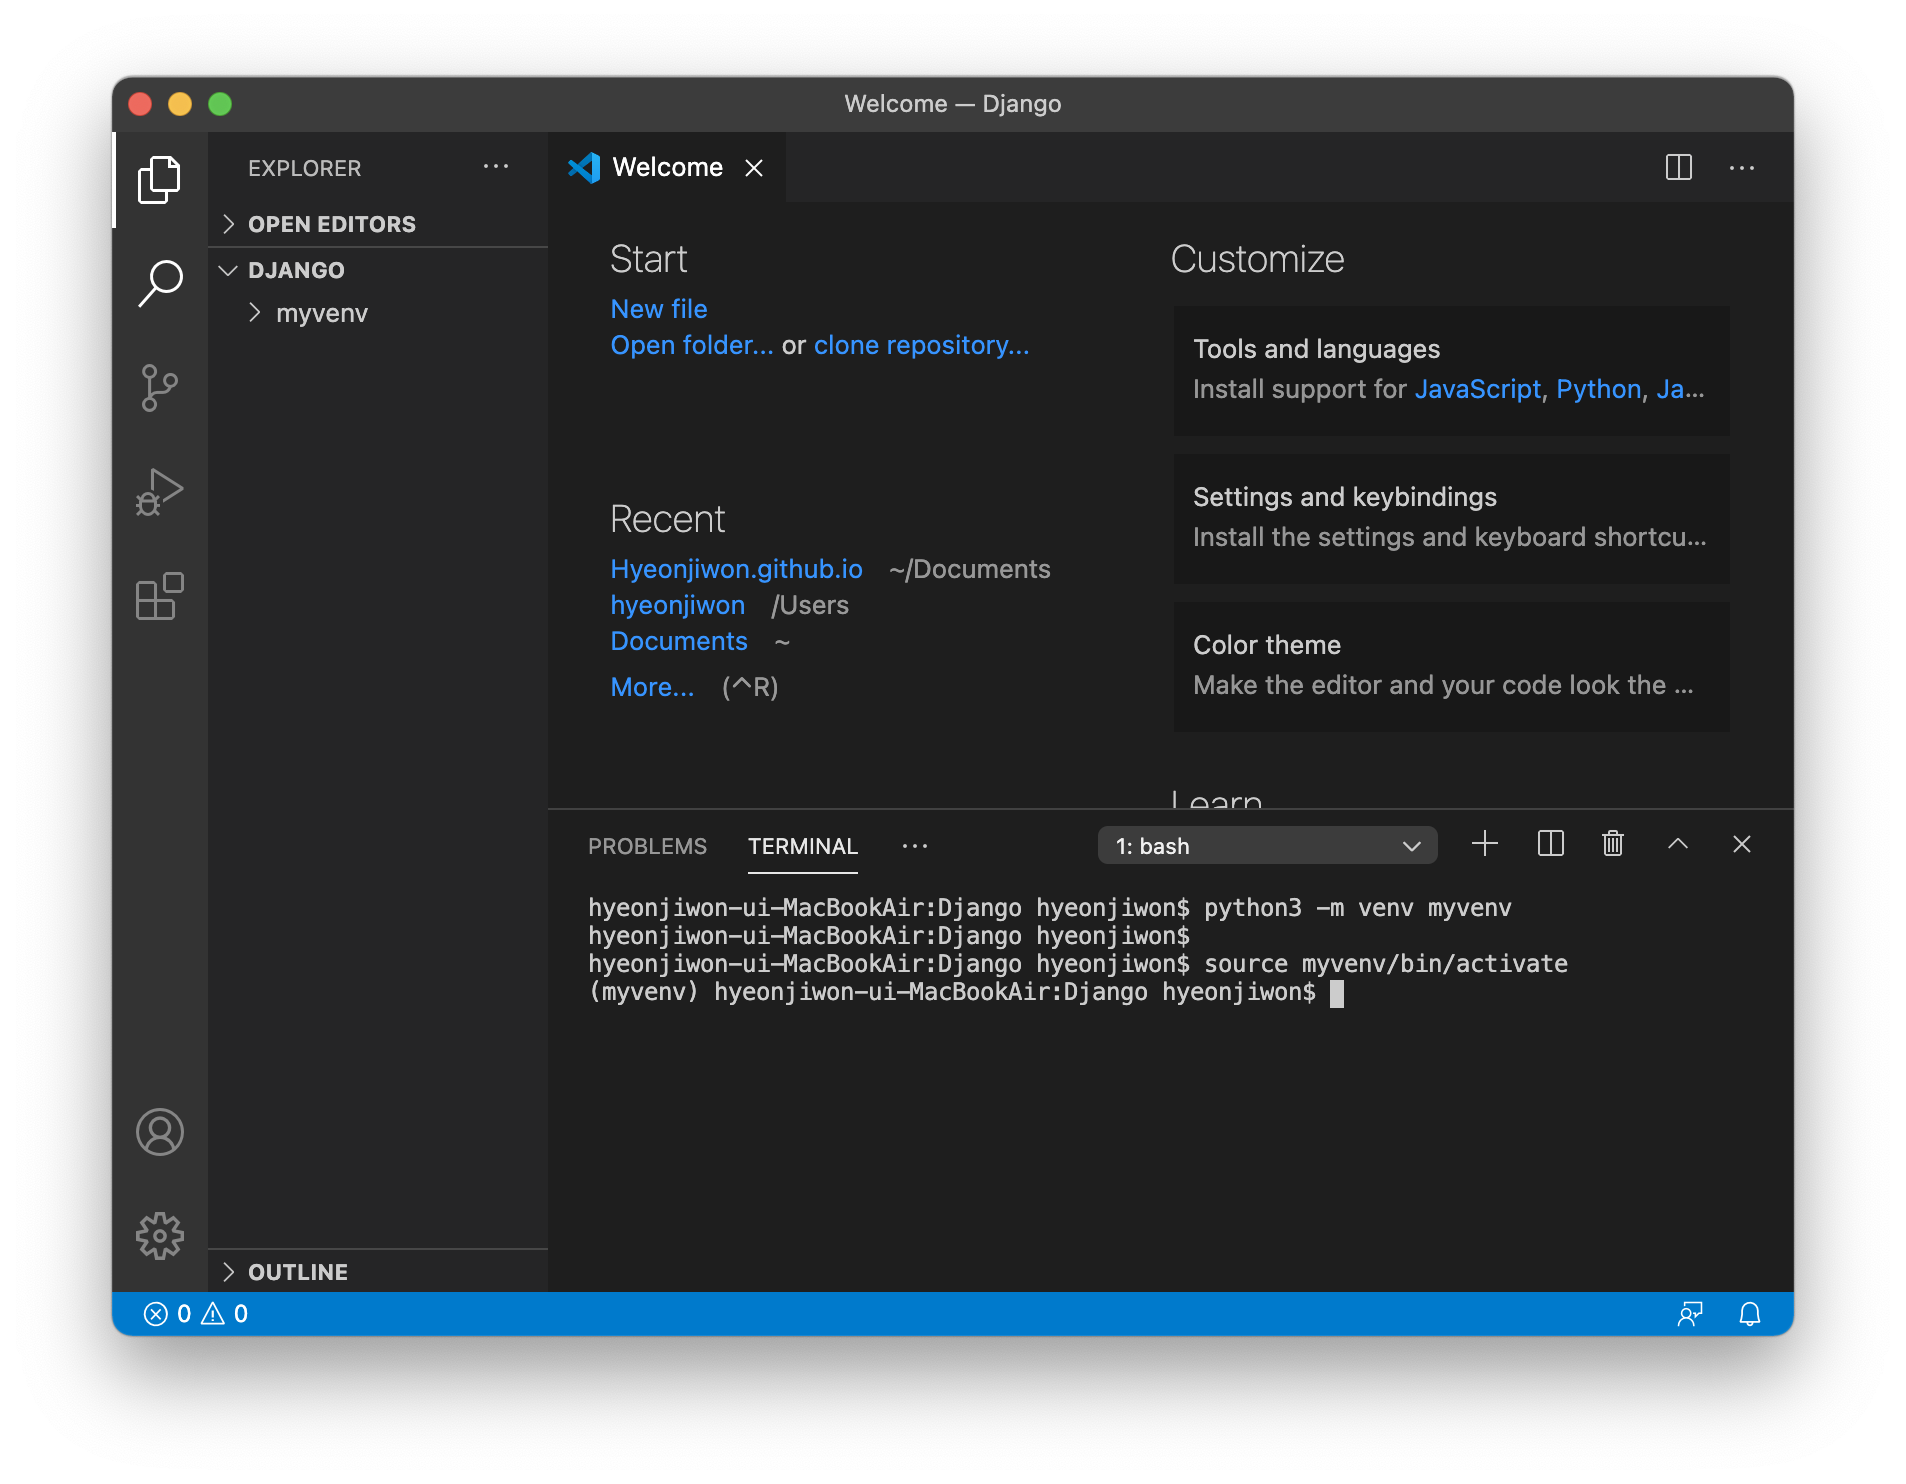 Welcome — Django
EXPLORER
OPEN EDITORS
DJANGO
myvenv
OUTLINE
Welcome
Start
New file
Open folder... or clone repository...
Recent
Hyeonjiwon.github.io ~/Documents
hyeonjiwon /Users
Documents ~
More... (^R)
Customize
Tools and languages
Install support for JavaScript, Python, Ja...
Settings and keybindings
Install the settings and keyboard shortcu...
Color theme
Make the editor and your code look the ...
Learn
PROBLEMS TERMINAL 1: bash
hyeonjiwon-ui-MacBookAir:Django hyeonjiwon$ python3 -m venv myvenv
hyeonjiwon-ui-MacBookAir:Django hyeonjiwon$
hyeonjiwon-ui-MacBookAir:Django hyeonjiwon$ source myvenv/bin/activate
(myvenv) hyeonjiwon-ui-MacBookAir:Django hyeonjiwon$
0 0